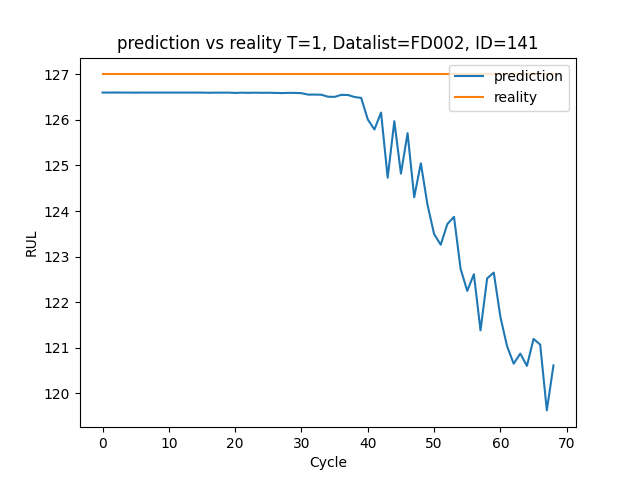 prediction vs reality T=1, Datalist=FD002, ID=141
prediction
reality
RUL
127
126
125
124
123
122
121
120
0 10 20 30 40 50 60 70
Cycle